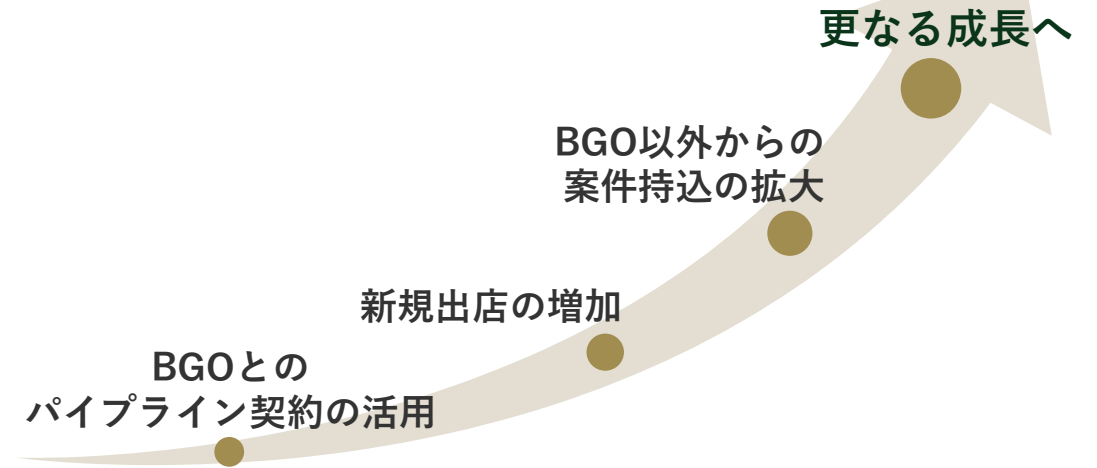 更なる成長へ
BGO以外からの
案件持込の拡大
新規出店の増加
BGOとの
パイプライン契約の活用